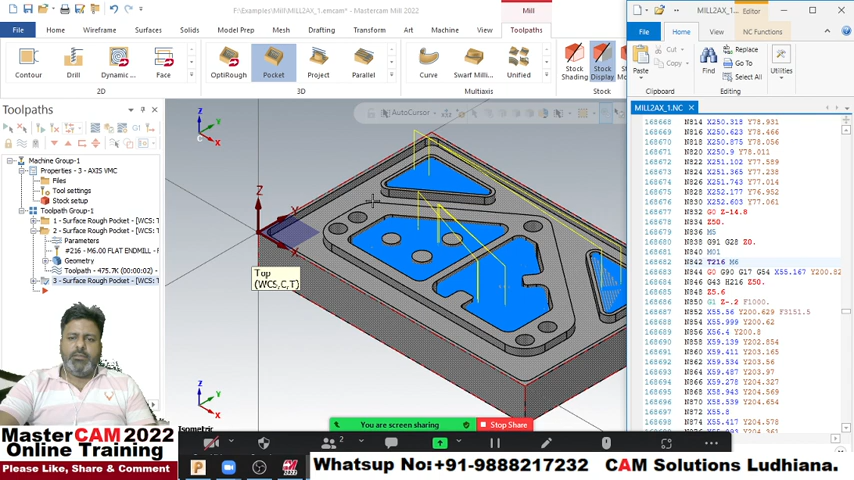 F:\Examples\Mill\MILL2AX.emcam* - Mastercam Mill 2022
Mill
MILL2AX_1....
Editor
File
Home
Wireframe
Surfaces
Solids
Model Prep
Mesh
Drafting
Transform
Art
Machine
View
Toolpaths
File
Home
View
NC Functions
Contour
Drill
Dynamic ...
Face
OptiRough
Pocket
Project
Parallel
Curve
Swarf Milli...
Unified
Stock Shading
Stock Display
2D
3D
Multiaxis
Stock
Paste
Cut
Copy
Find
Replace
Go To
Select All
Utilities
Clipboard
Find
Toolpaths
AutoCursor
MILL2AX_1.NC
Machine Group-1
Properties - 3 - AXIS VMC
Files
Tool settings
Stock setup
Toolpath Group-1
1 - Surface Rough Pocket - [WCS: T
2 - Surface Rough Pocket - [WCS:
Parameters
#216 - M6.00 FLAT ENDMILL -
Geometry
Toolpath - 475.7K (00:00:02) -
3 - Surface Rough Pocket - [WCS:
Z
X
Z
Y
X
Top
(WCS,C,T)
Z
X
Isometric
168668 N814 X250.318 Y78.931
168669 N816 X250.623 Y78.466
168670 N818 X250.875 Y78.056
168671 N820 X250.9 Y78.011
168672 N822 X251.102 Y77.589
168673 N824 X251.365 Y77.238
168674 N826 X251.743 Y77.014
168675 N828 X252.177 Y76.952
168676 N830 X252.603 Y77.061
168677 N832 G0 Z-14.8
168678 N834 Z50.
168679 N836 M5
168680 N838 G91 G28 Z0.
168681 N840 M01
168682 N842 T216 M6
168683 N844 G0 G90 G17 G54 X55.167 Y200.82
168684 N846 G43 H216 Z50.
168685 N848 Z5.6
168686 N850 G1 Z-.2 F1000.
168687 N852 X55.56 Y200.629 F3151.5
168688 N854 X55.999 Y200.62
168689 N856 X56.4 Y200.8
168690 N858 X59.139 Y202.854
168691 N860 X59.411 Y203.165
168692 N862 X59.534 Y203.56
168693 N864 X59.487 Y203.97
168694 N866 X59.278 Y204.327
168695 N868 X58.943 Y204.569
168696 N870 X58.539 Y204.654
168697 N872 X55.8
168698 N874 X55.417 Y204.578
You are screen sharing
Stop Share
2
MasterCAM 2022
Online Training
Please Like, Share & Comment
Whatsup No:+91-9888217232 CAM Solutions Ludhiana.